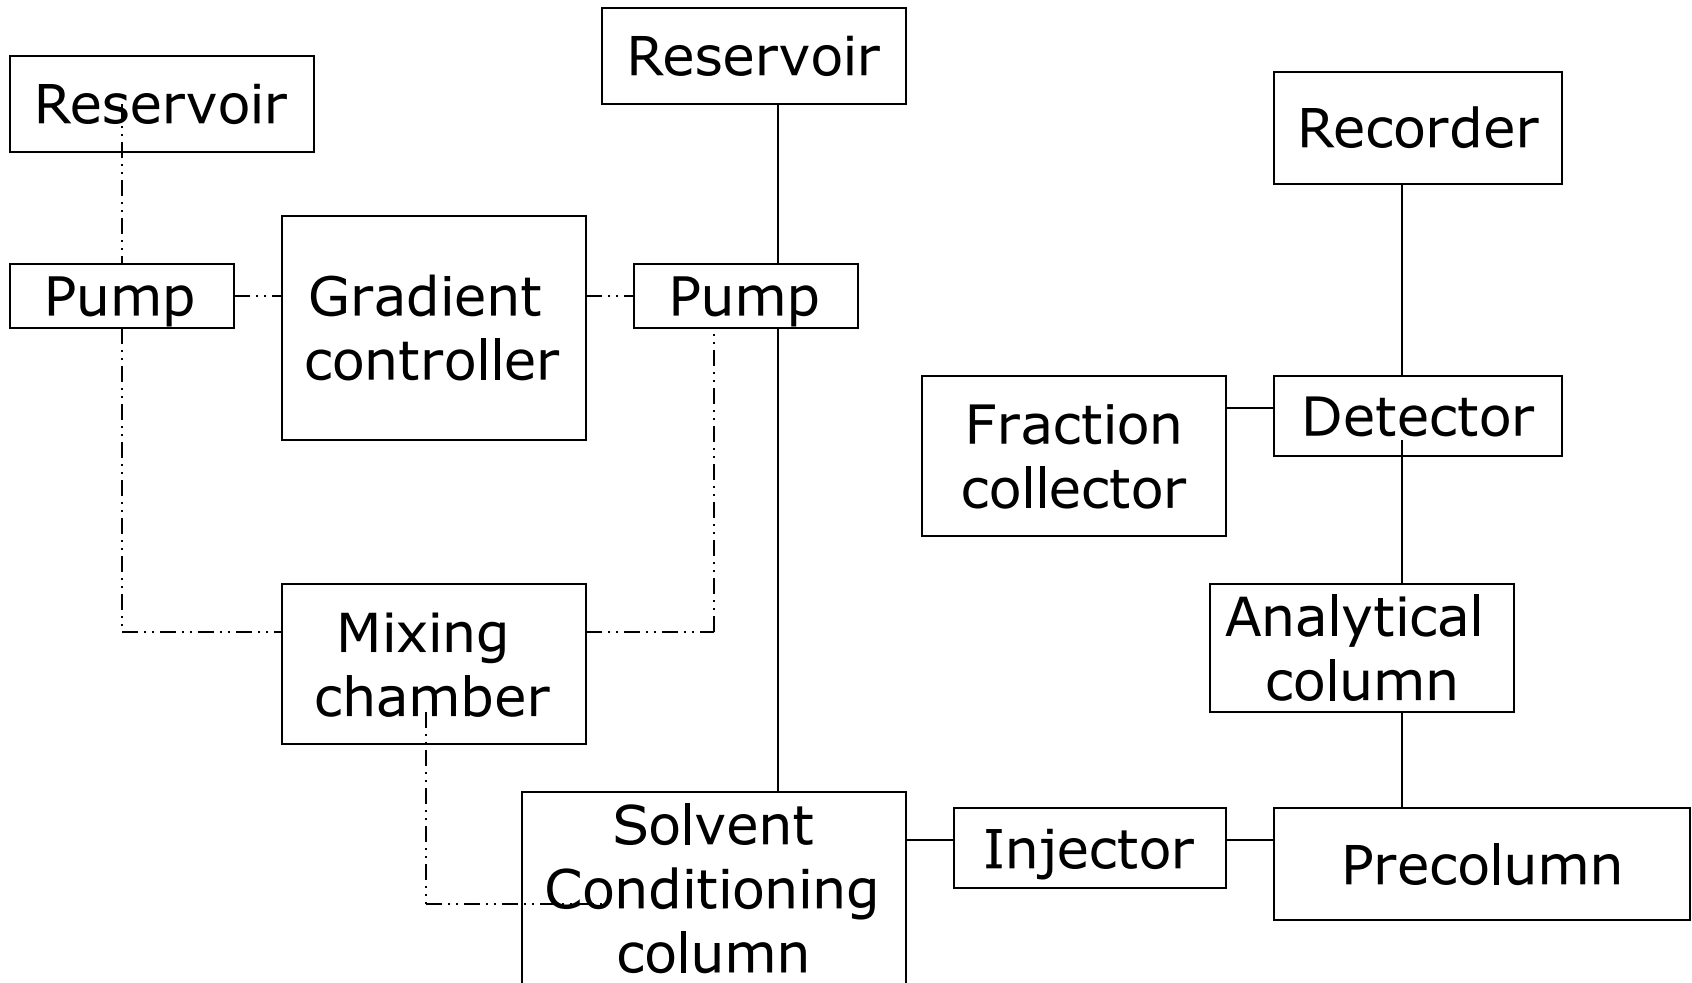 Reservoir
Reservoir
Recorder
Pump
Gradient
controller
Pump
Fraction
collector
Detector
Mixing
chamber
Analytical
column
Solvent
Conditioning
column
Injector
Precolumn